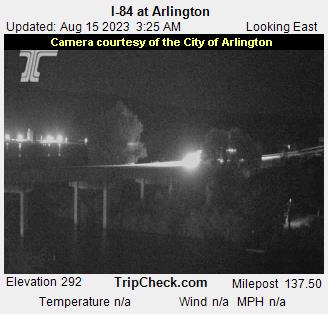 I-84 at Arlington
Updated: Aug 15 2023 3:25 AM Looking East
Camera courtesy of the City of Arlington
Elevation 292 TripCheck.com Milepost 137.50
Temperature n/a Wind n/a MPH n/a